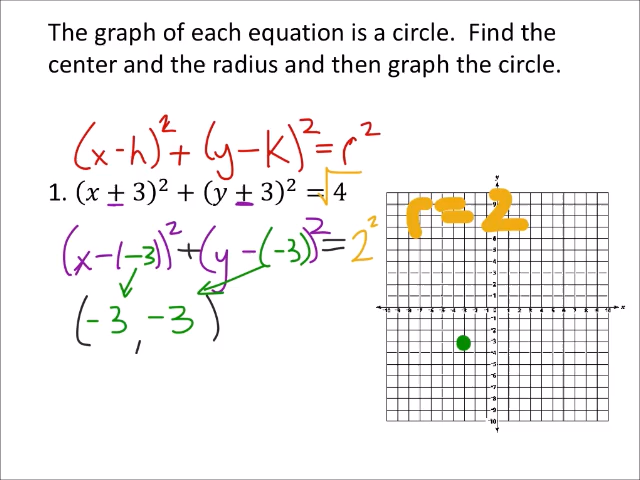 The graph of each equation is a circle.  Find the
center and the radius and then graph the circle.
(x-h)² + (y-k)² = r²
1. (x + 3)² + (y + 3)² = √4
(x-(-3))² + (y-(-3))² = 2²
(-3, -3)
r=2
y
x